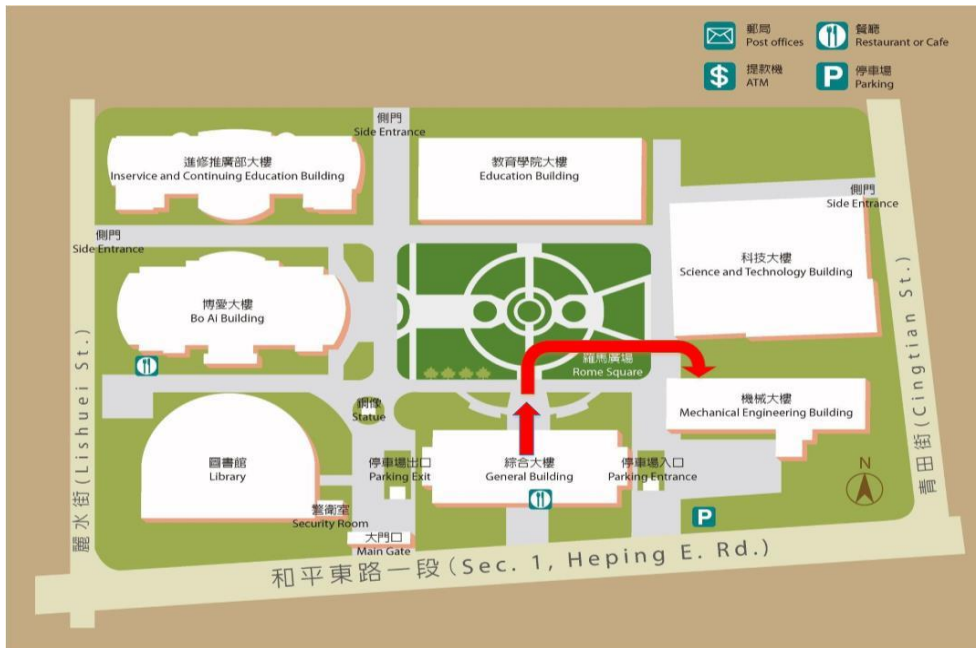 郵局
Post offices
餐廳
Restaurant or Cafe
$
提款機
ATM
P
停車場
Parking
側門
Side Entrance
進修推廣部大樓
Inservice and Continuing Education Building
教育學院大樓
Education Building
側門
Side Entrance
側門
Side Entrance
科技大樓
Science and Technology Building
博愛大樓
Bo Ai Building
羅馬廣場
Rome Square
銅像
Statue
機械大樓
Mechanical Engineering Building
圖書館
Library
停車場出口
Parking Exit
綜合大樓
General Building
停車場入口
Parking Entrance
N
警衛室
Security Room
P
大門口
Main Gate
麗水街(Lishuei St.)
青田街(Cingtian St.)
和平東路一段(Sec. 1, Heping E. Rd.)